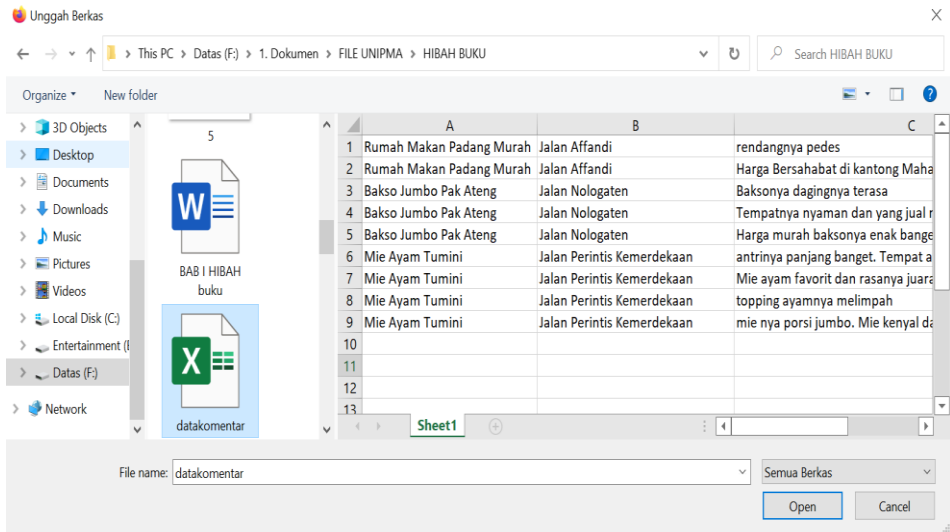 Unggah Berkas
This PC > Datas (F:) > 1. Dokumen > FILE UNIPMA > HIBAH BUKU
Search HIBAH BUKU
Organize
New folder
3D Objects
Desktop
Documents
Downloads
Music
Pictures
Videos
Local Disk (C:)
Entertainment (
Datas (F:)
Network
5
BAB I HIBAH
buku
datakomentar
A B C
1 Rumah Makan Padang Murah Jalan Affandi rendangnya pedes
2 Rumah Makan Padang Murah Jalan Affandi Harga Bersahabat di kantong Maha
3 Bakso Jumbo Pak Ateng Jalan Nologaten Baksonya dagingnya terasa
4 Bakso Jumbo Pak Ateng Jalan Nologaten Tempatnya nyaman dan yang jual
5 Bakso Jumbo Pak Ateng Jalan Nologaten Harga murah baksonya enak bange
6 Mie Ayam Tumini Jalan Perintis Kemerdekaan antrinya panjang banget. Tempat a
7 Mie Ayam Tumini Jalan Perintis Kemerdekaan Mie ayam favorit dan rasanya juara
8 Mie Ayam Tumini Jalan Perintis Kemerdekaan topping ayamnya melimpah
9 Mie Ayam Tumini Jalan Perintis Kemerdekaan mie nya porsi jumbo. Mie kenyal da
10
11
12
13
Sheet1
File name: datakomentar
Semua Berkas
Open
Cancel